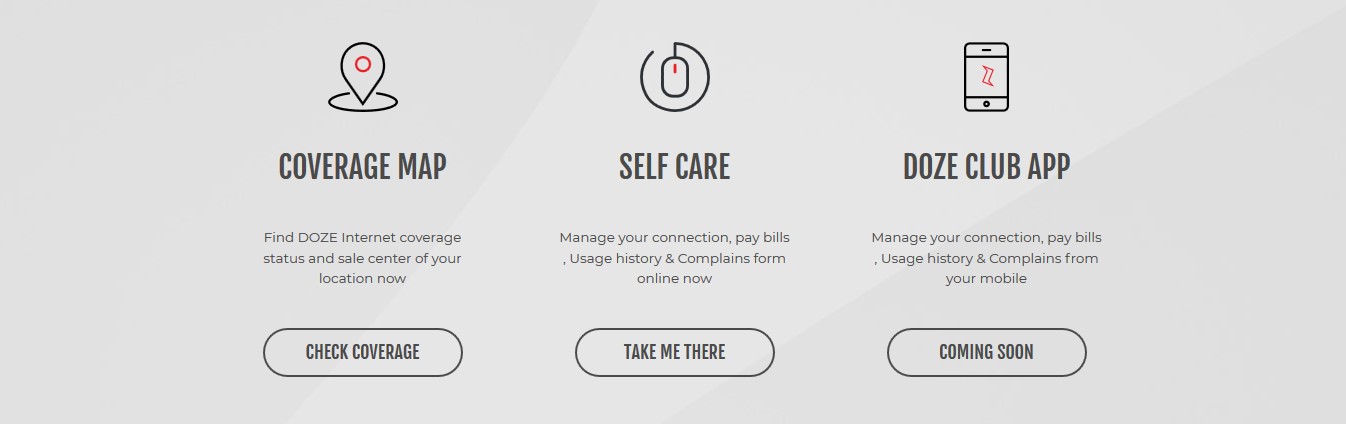 COVERAGE MAP
Find DOZE Internet coverage
status and sale center of your
location now
CHECK COVERAGE
SELF CARE
Manage your connection, pay bills
, Usage history & Complains form
online now
TAKE ME THERE
DOZE CLUB APP
Manage your connection, pay bills
, Usage history & Complains from
your mobile
COMING SOON